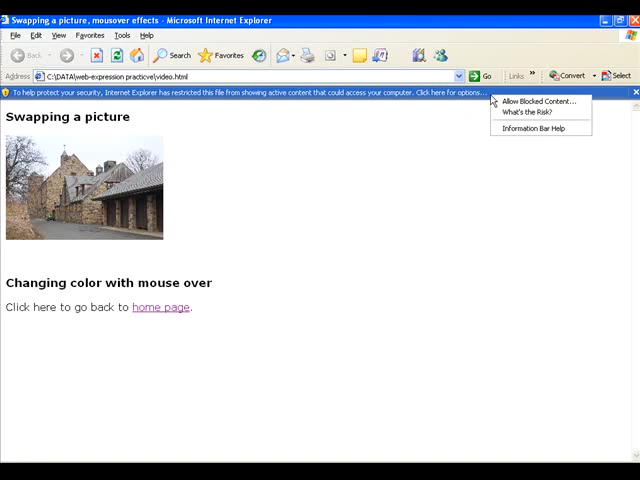 Swapping a picture, mousover effects - Microsoft Internet Explorer
File Edit View Favorites Tools Help
Back Search Favorites
Address C:\DATA\web-expression practicve\video.html Go Links » Convert Select
To help protect your security, Internet Explorer has restricted this file from showing active content that could access your computer. Click here for options...
Allow Blocked Content...
What's the Risk?
Information Bar Help
Swapping a picture
Changing color with mouse over
Click here to go back to home page.